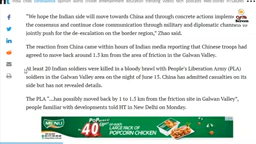 "We hope the Indian side will move towards China and through concrete actions implement
the consensus and continue close communication through military and diplomatic channels to
jointly push for the de-escalation on the border region," Zhao said.
The reaction from China came within hours of Indian media reporting that Chinese troops had
agreed to move back around 1.5 km from the area of friction in the Galwan Valley.
At least 20 Indian soldiers were killed in a bloody brawl with People's Liberation Army (PLA)
soldiers in the Galwan Valley area on the night of June 15. China has admitted casualties on its
side but has not revealed details.
The PLA "...has possibly moved back by 1 to 1.5 km from the friction site in Galwan Valley",
people familiar with developments told HT in New Delhi on Monday.
40
POPCORN CHICKEN